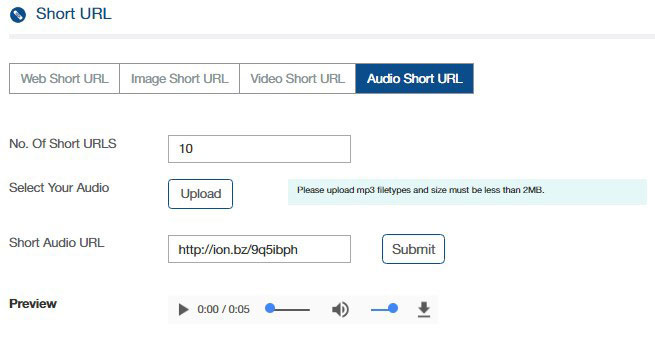 Short URL
Web Short URL Image Short URL Video Short URL Audio Short URL
No. Of Short URLS 10
Select Your Audio Upload Please upload mp3 filetypes and size must be less than 2MB.
Short Audio URL http://ion.bz/9q5ibph Submit
Preview 0:00 / 0:05